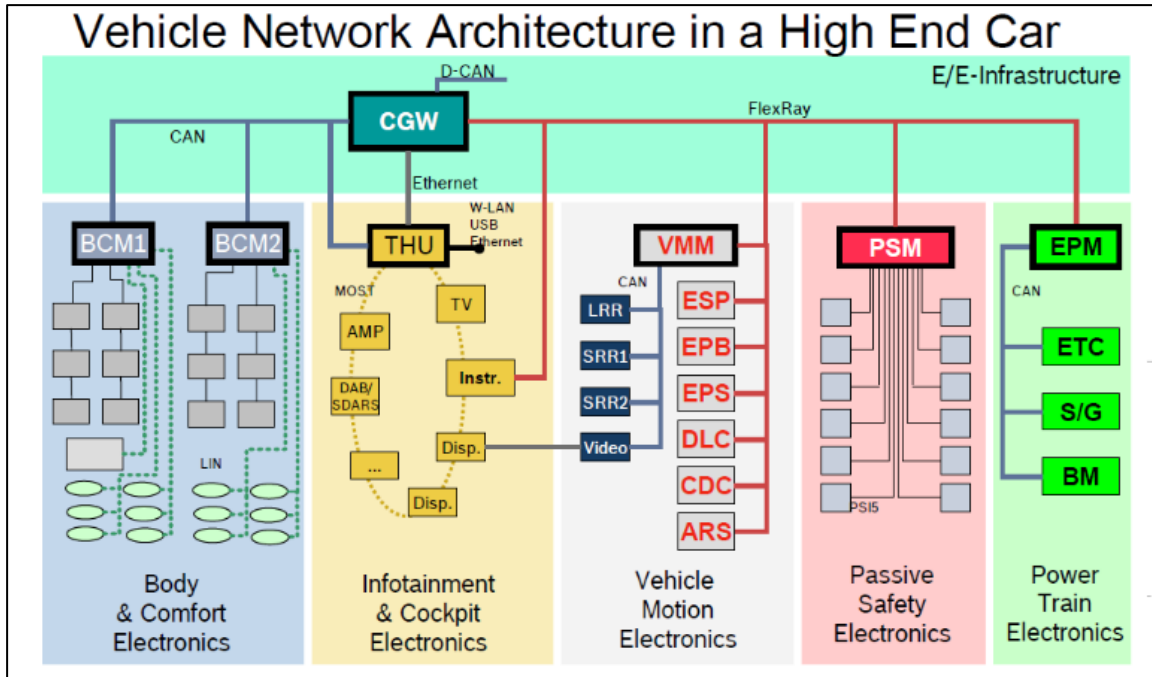 Vehicle Network Architecture in a High End Car
D-CAN
E/E-Infrastructure
CGW
FlexRay
CAN
Ethernet
W-LAN
USB
Ethernet
BCM1
BCM2
THU
VMM
PSM
EPM
MOST
CAN
CAN
TV
LRR
ESP
AMP
SRR1
EPB
ETC
Instr.
DAB/
SDARS
SRR2
EPS
S/G
Disp.
Video
DLC
LIN
...
BM
CDC
Disp.
PSI5
ARS
Body
& Comfort
Electronics
Infotainment
& Cockpit
Electronics
Vehicle
Motion
Electronics
Passive
Safety
Electronics
Power
Train
Electronics